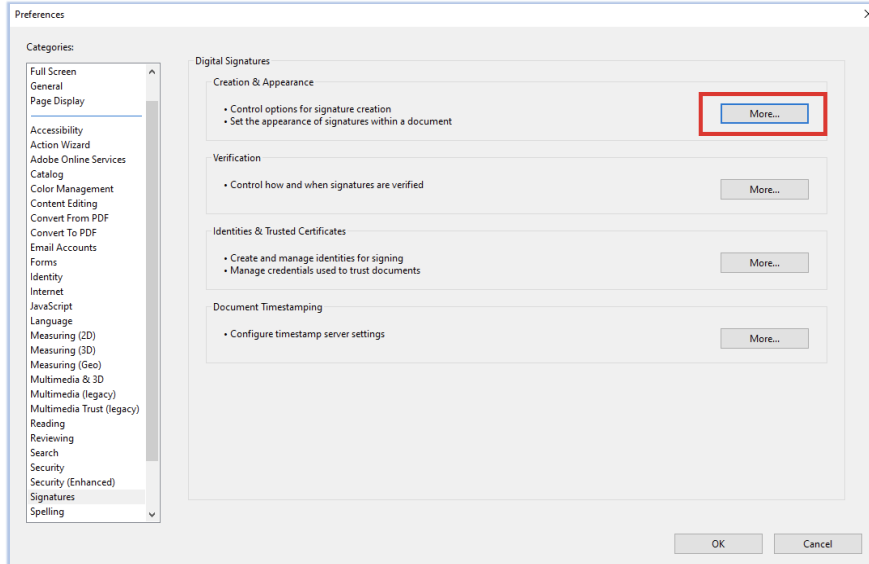 Preferences
Categories:
Full Screen
General
Page Display
Accessibility
Action Wizard
Adobe Online Services
Catalog
Color Management
Content Editing
Convert From PDF
Convert To PDF
Email Accounts
Forms
Identity
Internet
JavaScript
Language
Measuring (2D)
Measuring (3D)
Measuring (Geo)
Multimedia & 3D
Multimedia (legacy)
Multimedia Trust (legacy)
Reading
Reviewing
Search
Security
Security (Enhanced)
Signatures
Spelling
Digital Signatures
Creation & Appearance
• Control options for signature creation
• Set the appearance of signatures within a document
More...
Verification
• Control how and when signatures are verified
More...
Identities & Trusted Certificates
• Create and manage identities for signing
• Manage credentials used to trust documents
More...
Document Timestamping
• Configure timestamp server settings
More...
OK
Cancel